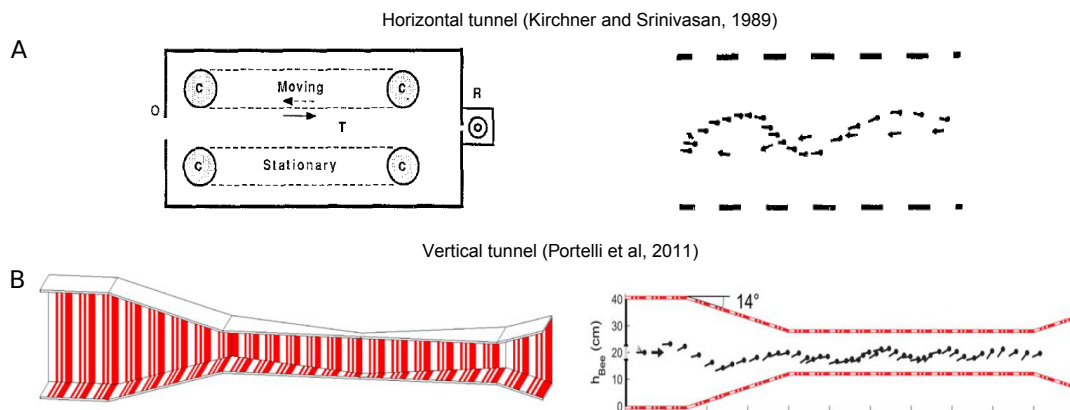 Horizontal tunnel (Kirchner and Srinivasan, 1989)
A
C Moving C
R
O
T
C Stationary C
Vertical tunnel (Portelli et al, 2011)
B
40
14°
30
20
10
0
hBee (cm)